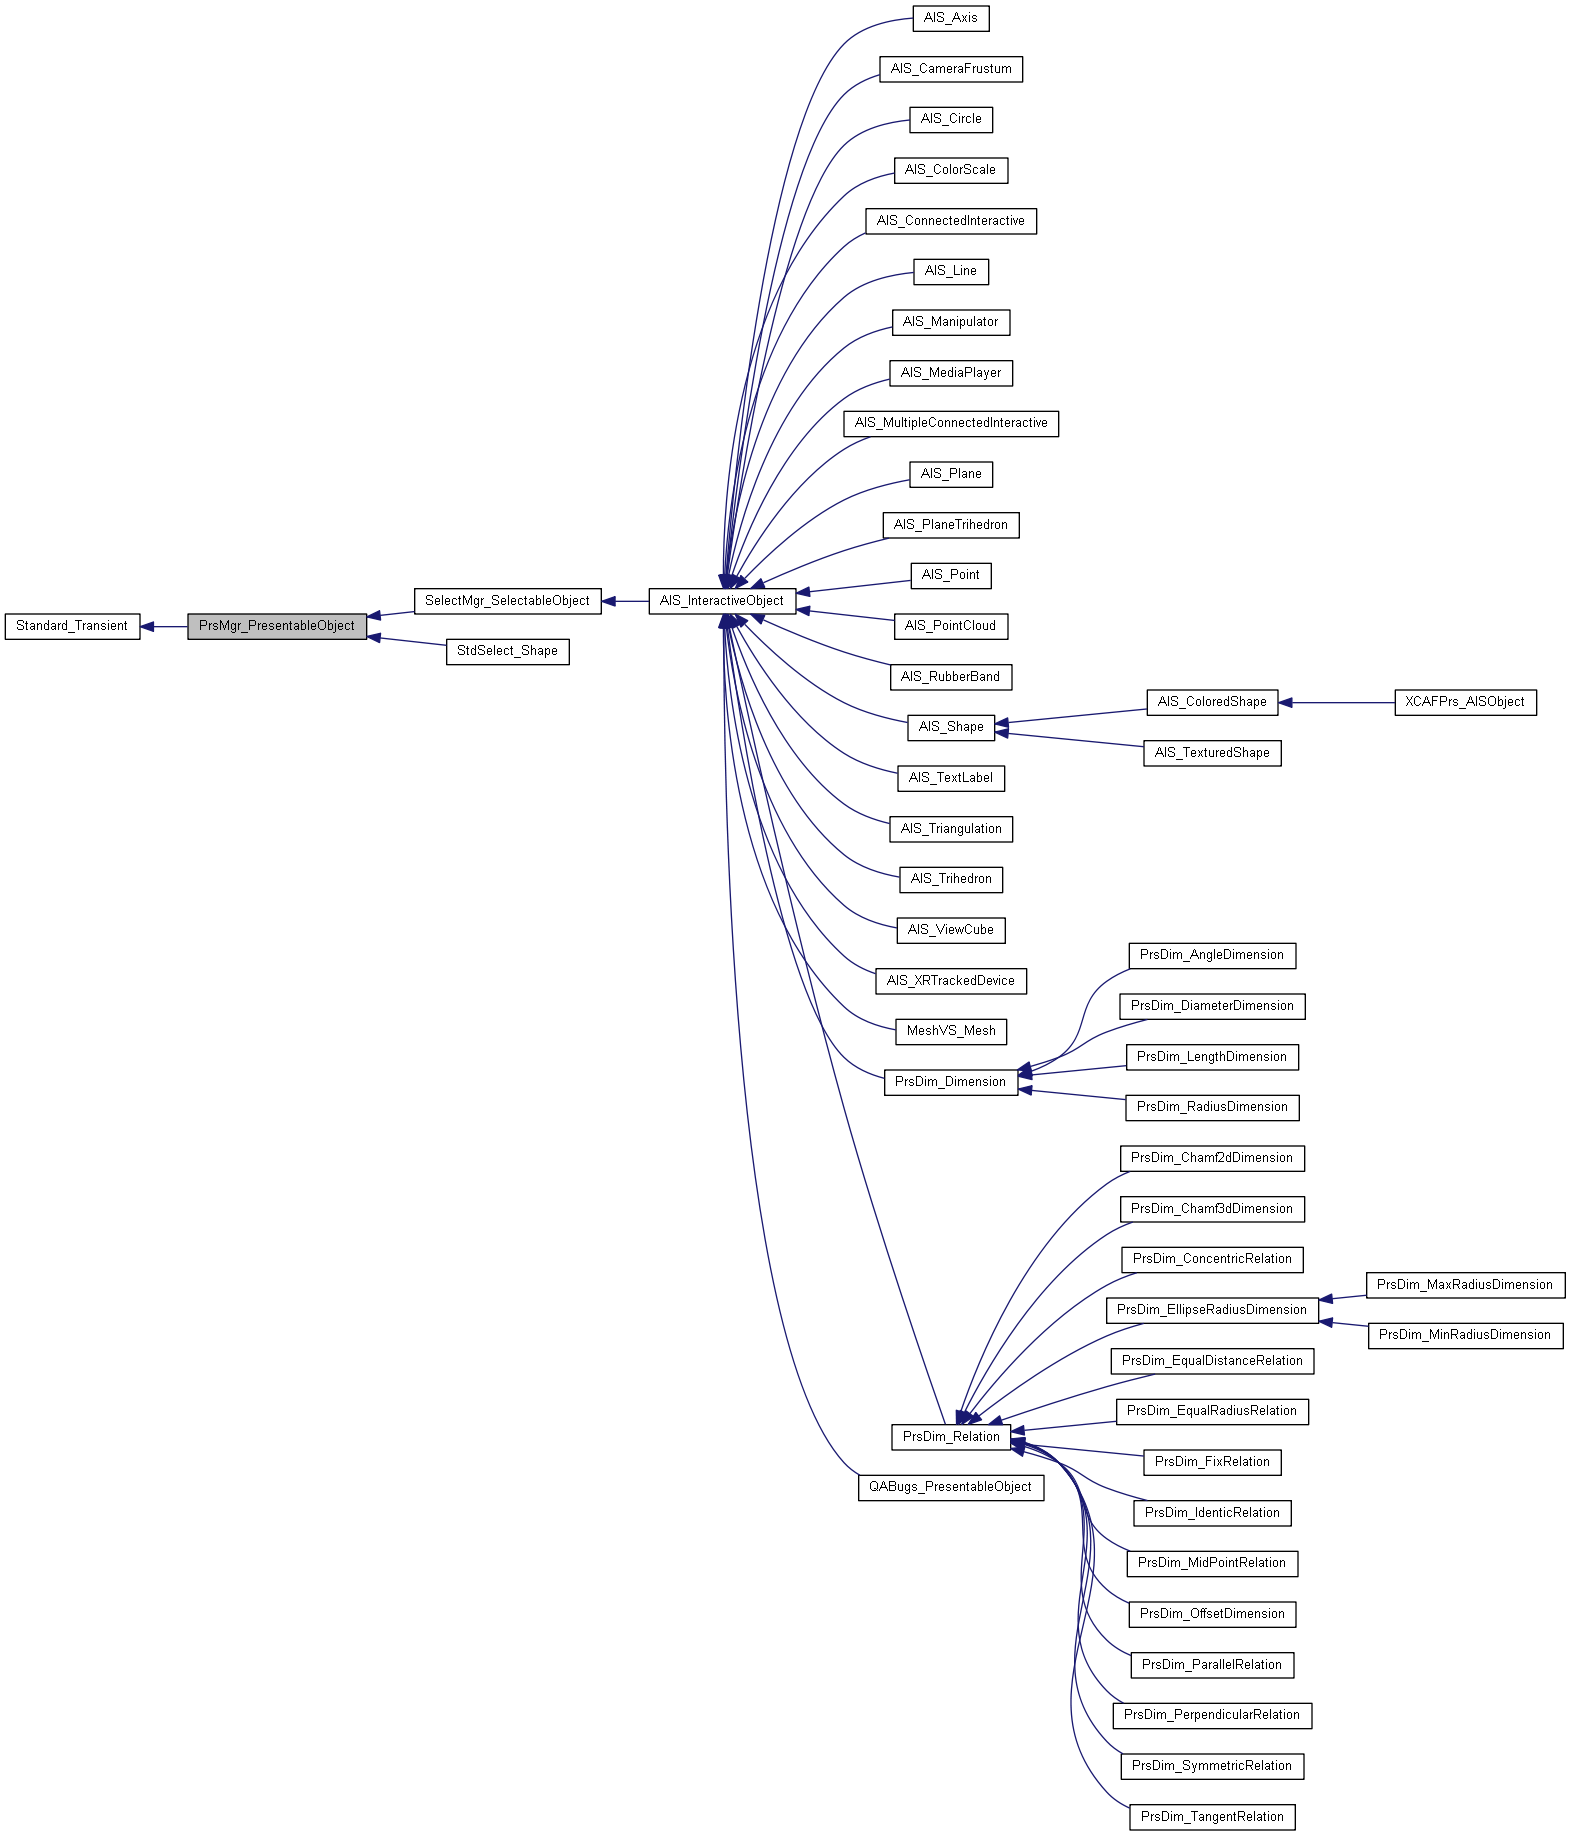 AIS_Axis
AIS_CameraFrustum
AIS_Circle
AIS_ColorScale
AIS_ConnectedInteractive
AIS_Line
AIS_Manipulator
AIS_MediaPlayer
AIS_MultipleConnectedInteractive
AIS_Plane
AIS_PlaneTrihedron
AIS_Point
SelectMgr_SelectableObject
AIS_InteractiveObject
Standard_Transient
PrsMgr_PresentableObject
AIS_PointCloud
StdSelect_Shape
AIS_RubberBand
AIS_Shape
AIS_ColoredShape
XCAFPrs_AISObject
AIS_TexturedShape
AIS_TextLabel
AIS_Triangulation
AIS_Trihedron
AIS_ViewCube
AIS_XRTrackedDevice
MeshVS_Mesh
PrsDim_AngleDimension
PrsDim_DiameterDimension
PrsDim_LengthDimension
PrsDim_Dimension
PrsDim_RadiusDimension
PrsDim_Chamf2dDimension
PrsDim_Chamf3dDimension
PrsDim_ConcentricRelation
PrsDim_EllipseRadiusDimension
PrsDim_MaxRadiusDimension
PrsDim_MinRadiusDimension
PrsDim_EqualDistanceRelation
PrsDim_EqualRadiusRelation
PrsDim_Relation
PrsDim_FixRelation
QABugs_PresentableObject
PrsDim_IdenticRelation
PrsDim_MidPointRelation
PrsDim_OffsetDimension
PrsDim_ParallelRelation
PrsDim_PerpendicularRelation
PrsDim_SymmetricRelation
PrsDim_TangentRelation